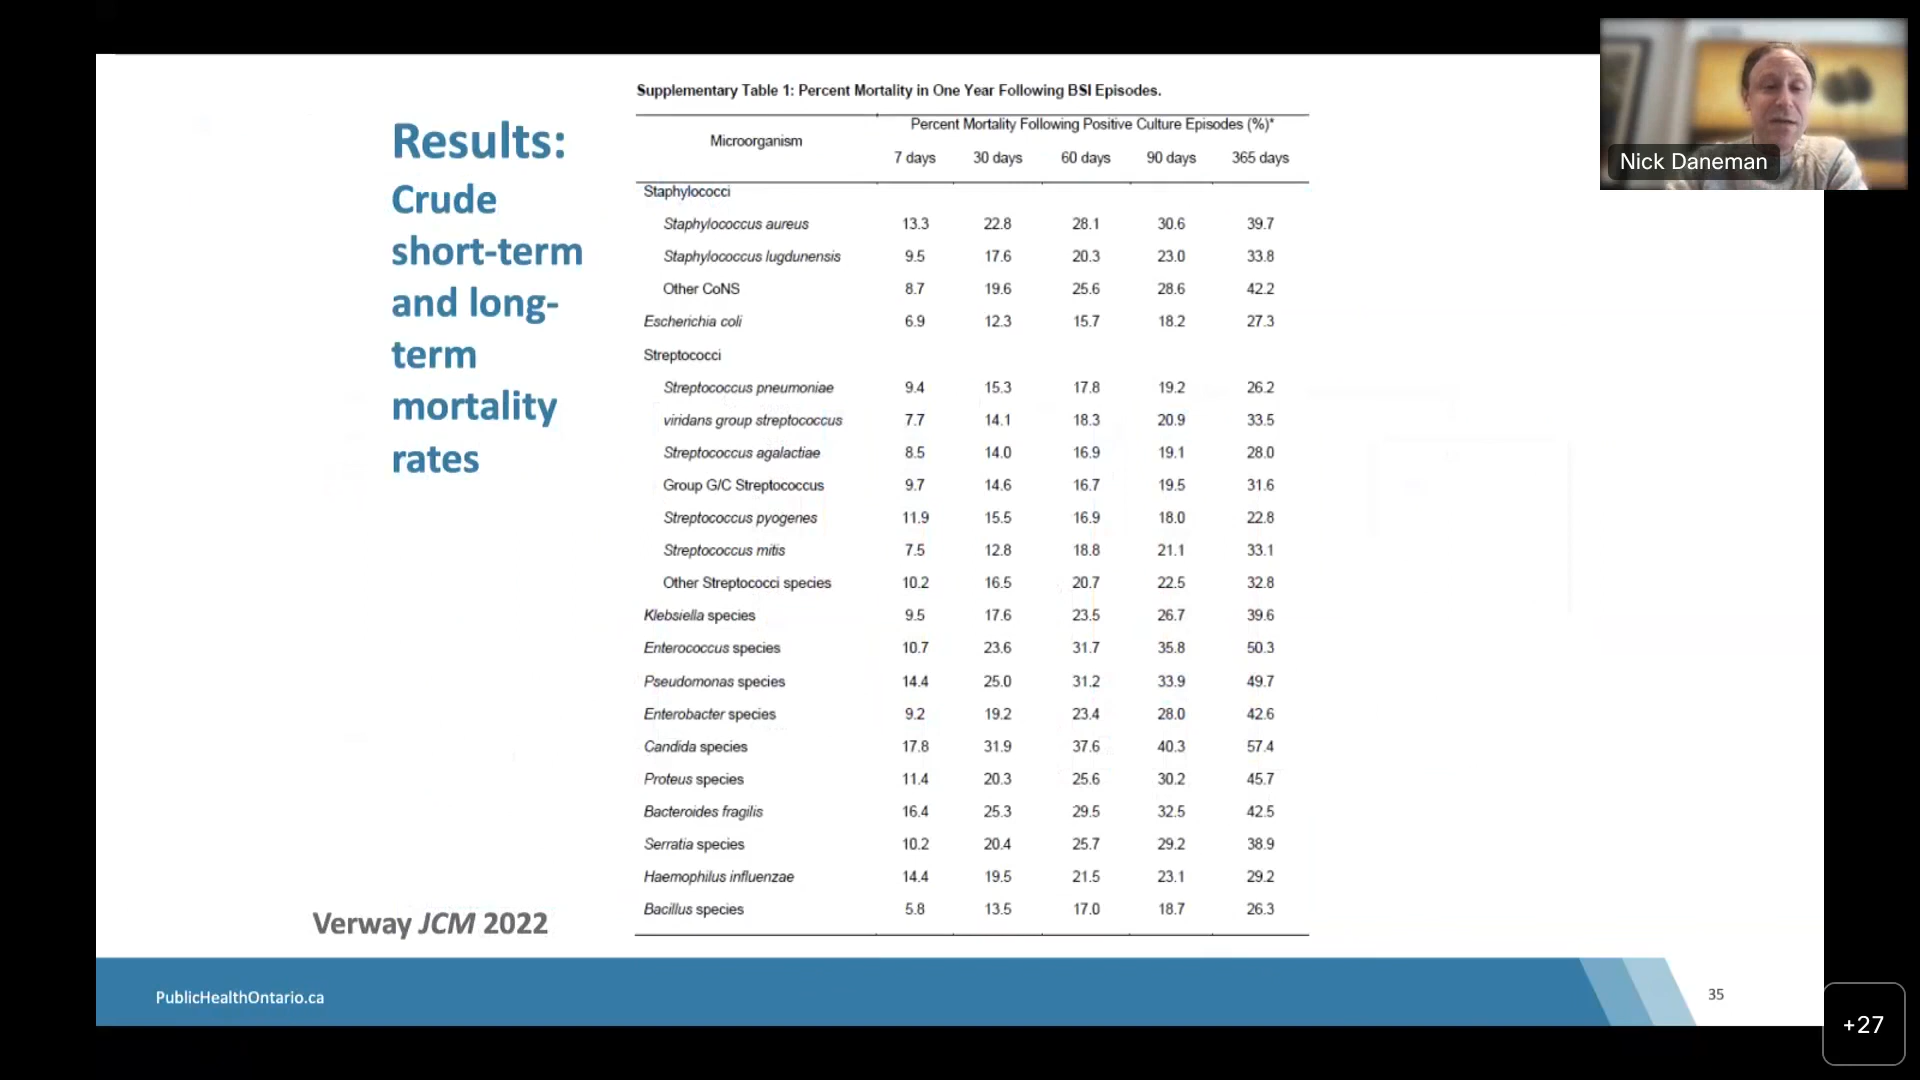 Nick Daneman
Results:
Crude
short-term
and long-
term
mortality
rates
Verway JCM 2022
Supplementary Table 1: Percent Mortality in One Year Following BSI Episodes.
Microorganism Percent Mortality Following Positive Culture Episodes (%)*
7 days 30 days 60 days 90 days 365 days
Staphylococci
Staphylococcus aureus 13.3 22.8 28.1 30.6 39.7
Staphylococcus lugdunensis 9.5 17.6 20.3 23.0 33.8
Other CoNS 8.7 19.6 25.6 28.6 42.2
Escherichia coli 6.9 12.3 15.7 18.2 27.3
Streptococci
Streptococcus pneumoniae 9.4 15.3 17.8 19.2 26.2
viridans group streptococcus 7.7 14.1 18.3 20.9 33.5
Streptococcus agalactiae 8.5 14.0 16.9 19.1 28.0
Group G/C Streptococcus 9.7 14.6 16.7 19.5 31.6
Streptococcus pyogenes 11.9 15.5 16.9 18.0 22.8
Streptococcus mitis 7.5 12.8 18.8 21.1 33.1
Other Streptococci species 10.2 16.5 20.7 22.5 32.8
Klebsiella species 9.5 17.6 23.5 26.7 39.6
Enterococcus species 10.7 23.6 31.7 35.8 50.3
Pseudomonas species 14.4 25.0 31.2 33.9 49.7
Enterobacter species 9.2 19.2 23.4 28.0 42.6
Candida species 17.8 31.9 37.6 40.3 57.4
Proteus species 11.4 20.3 25.6 30.2 45.7
Bacteroides fragilis 16.4 25.3 29.5 32.5 42.5
Serratia species 10.2 20.4 25.7 29.2 38.9
Haemophilus influenzae 14.4 19.5 21.5 23.1 29.2
Bacillus species 5.8 13.5 17.0 18.7 26.3
PublicHealthOntario.ca
35
+27